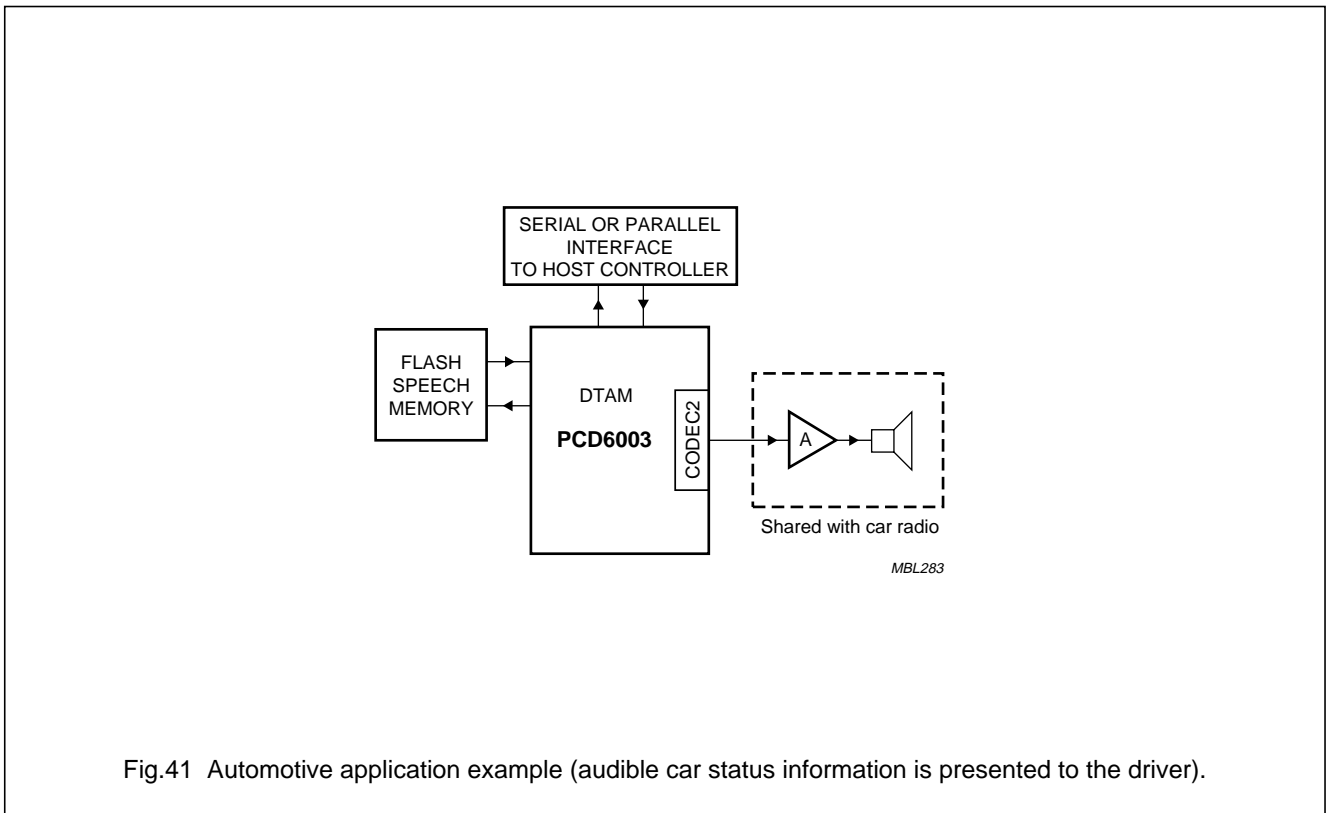 SERIAL OR PARALLEL
INTERFACE
TO HOST CONTROLLER
FLASH
SPEECH
MEMORY
DTAM
PCD6003
CODEC2
A
Shared with car radio
MBL283
Fig.41 Automotive application example (audible car status information is presented to the driver).